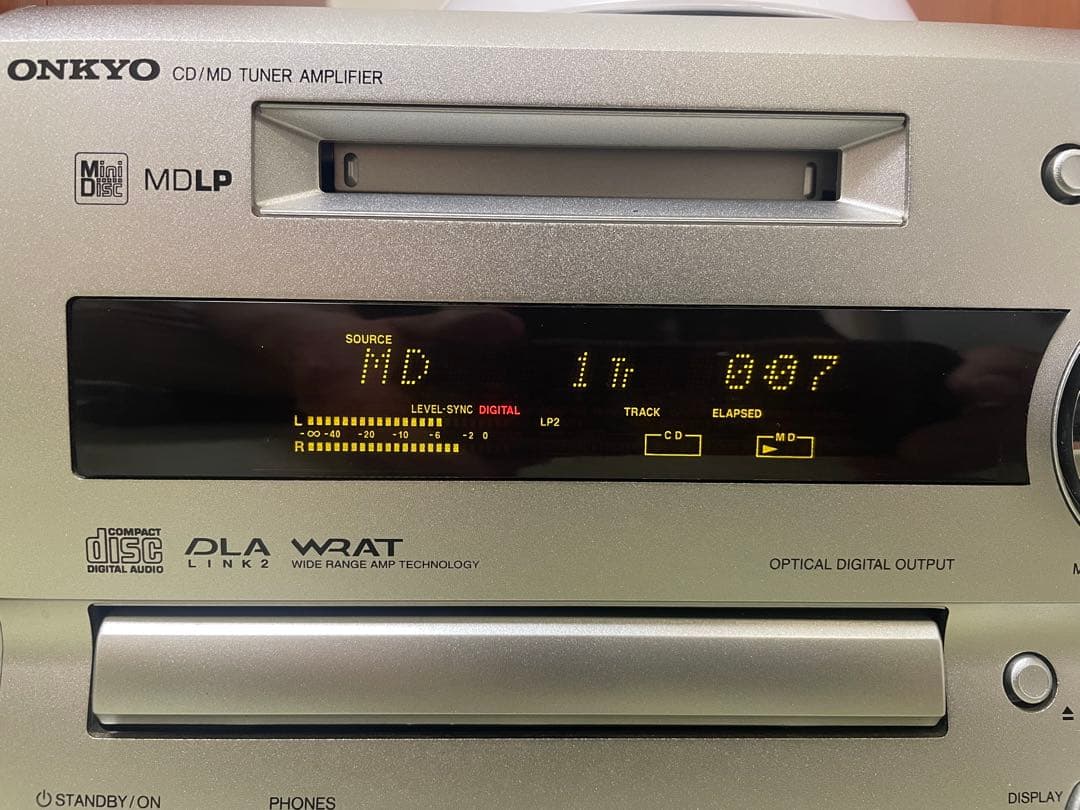 ONKYO CD/MD TUNER AMPLIFIER
Mini Disc MDLP
SOURCE
MD 1Tr 0:07
LEVEL-SYNC DIGITAL LP2 TRACK ELAPSED
L
-∞ -40 -20 -10 -6 -2 0 CD MD
R
COMPACT disc DIGITAL AUDIO
DLA LINK2
WRAT WIDE RANGE AMP TECHNOLOGY
OPTICAL DIGITAL OUTPUT
M
STANDBY/ON PHONES DISPLAY